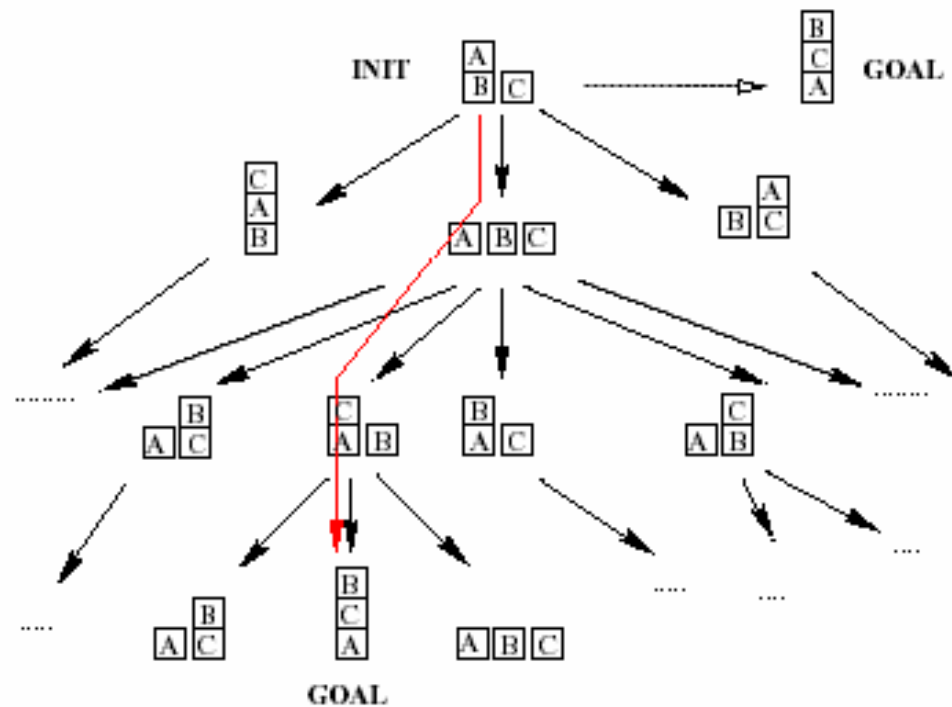 INIT
A
B C
B
C
A
GOAL
C
A
B
A B C
A
B C
.........
B
A C
C
A B
B
A C
C
A B
........
.....
B
A C
B
C
A
A B C
.....
....
....
GOAL